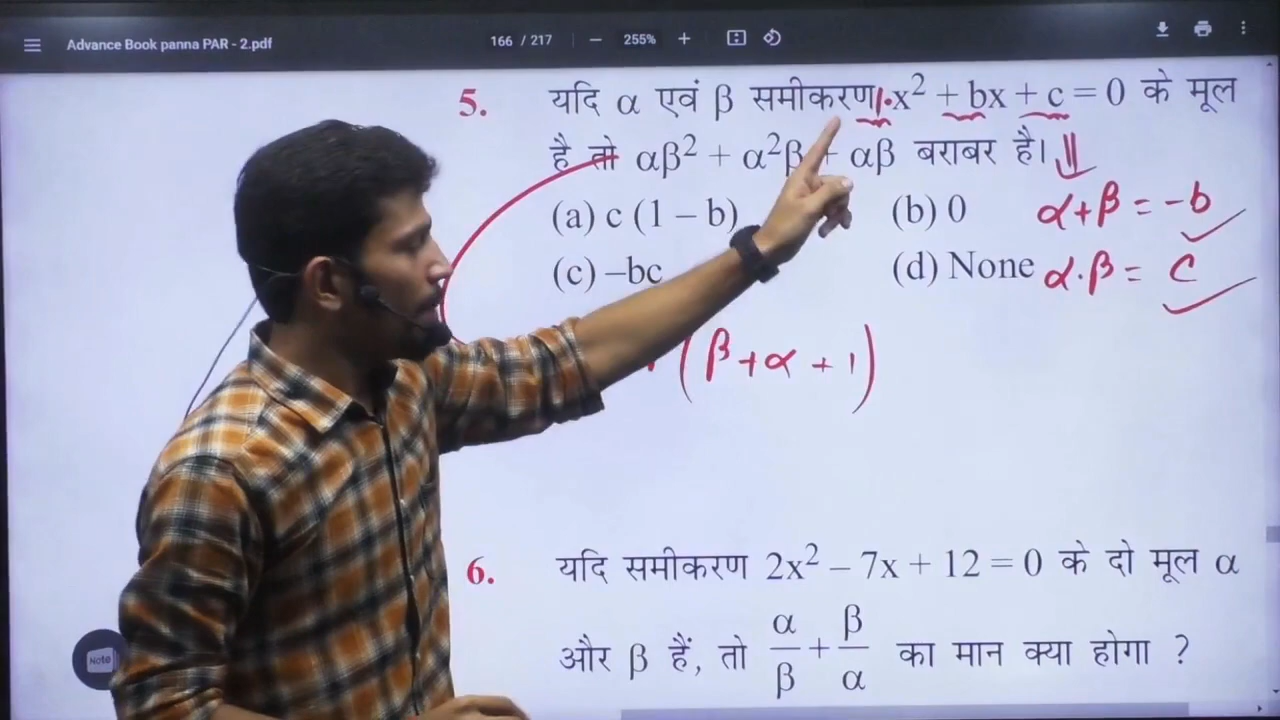 Advance Book panna PAR - 2.pdf
166 / 217 | − 255% +
5. यदि α एवं β समीकरण 1.x² + bx + c = 0 के मूल
है तो αβ² + α²β + αβ बराबर है।
(a) c (1 – b) (b) 0
α + β = -b
(c) –bc (d) None
α.β = c
(β + α + 1)
6. यदि समीकरण 2x² – 7x + 12 = 0 के दो मूल α
और β हैं, तो α/β + β/α का मान क्या होगा ?
Note